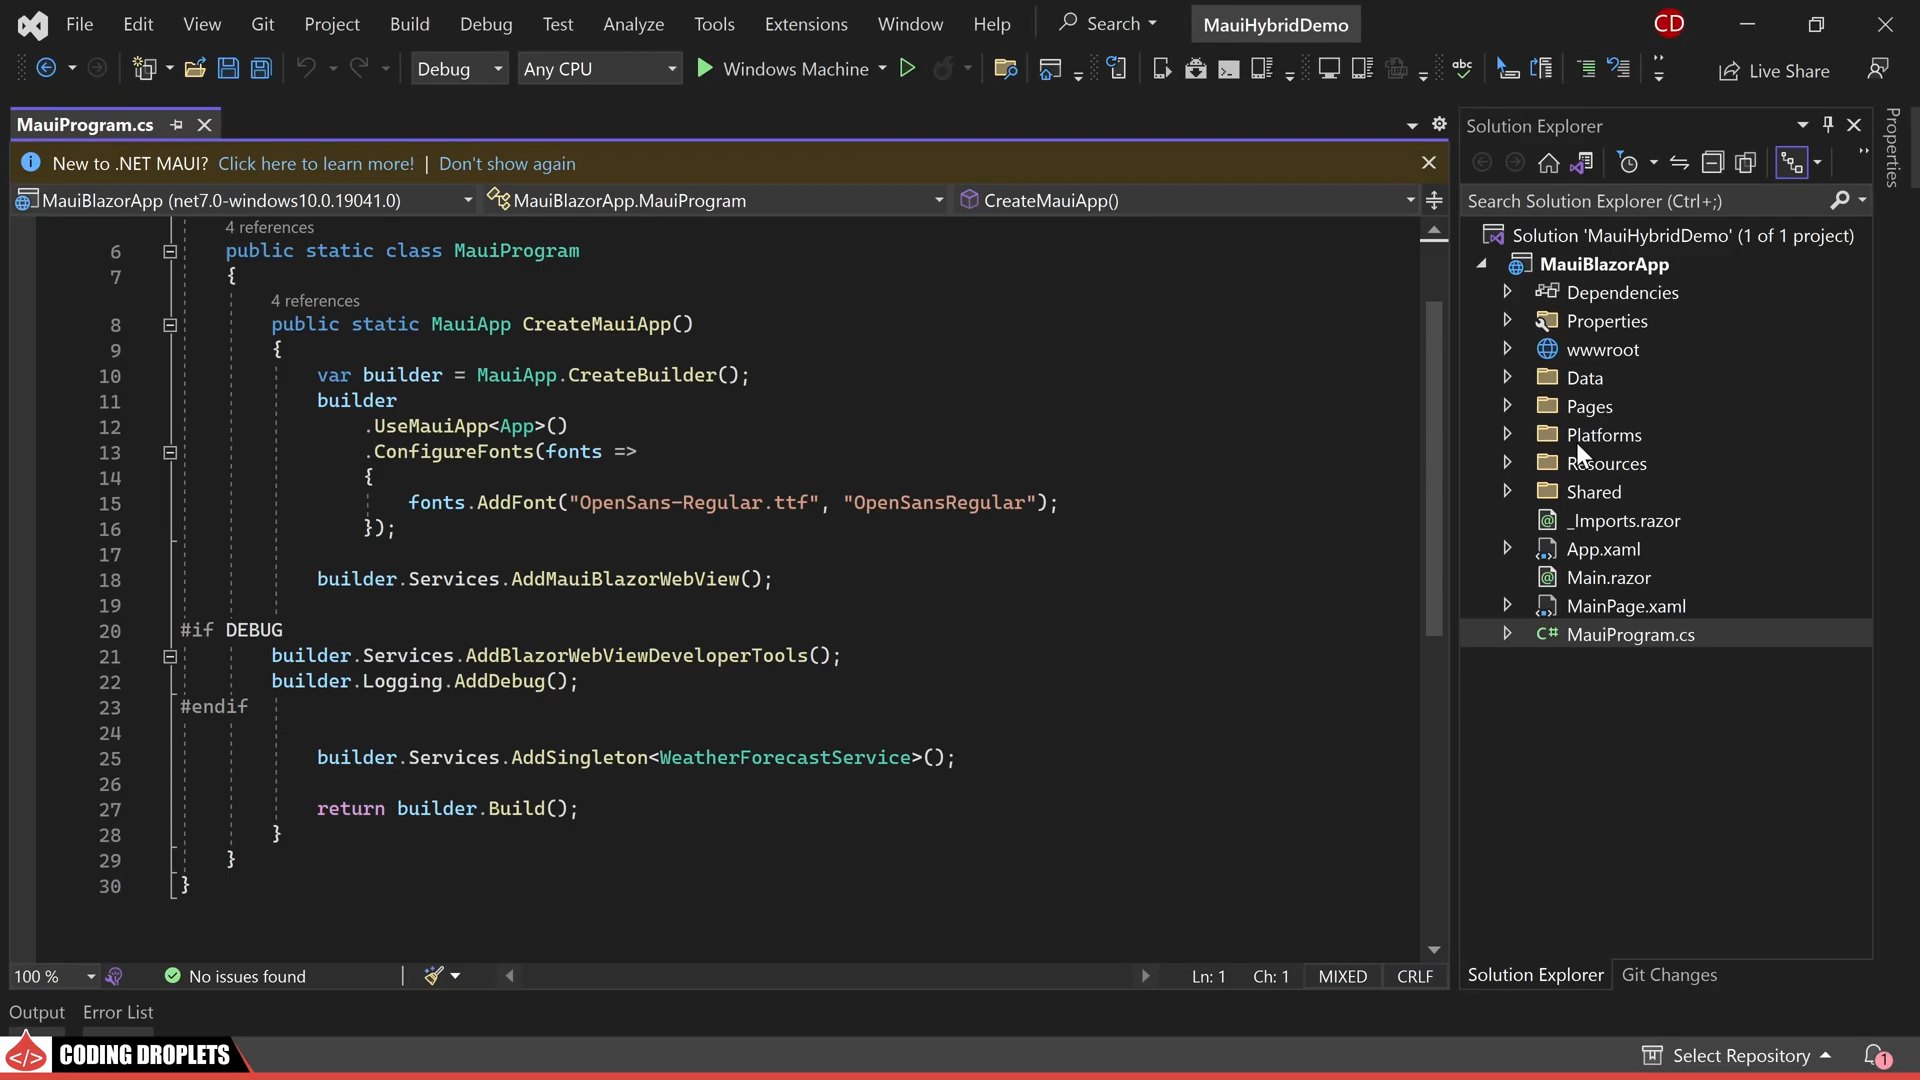 File Edit View Git Project Build Debug Test Analyze Tools Extensions Window Help Search MauiHybridDemo CD
Debug Any CPU Windows Machine Live Share
MauiProgram.cs
New to .NET MAUI? Click here to learn more! | Don't show again
MauiBlazorApp (net7.0-windows10.0.19041.0) MauiBlazorApp.MauiProgram CreateMauiApp()
4 references
6 public static class MauiProgram
7 {
4 references
8 public static MauiApp CreateMauiApp()
9 {
10 var builder = MauiApp.CreateBuilder();
11 builder
12 .UseMauiApp<App>()
13 .ConfigureFonts(fonts =>
14 {
15 fonts.AddFont("OpenSans-Regular.ttf", "OpenSansRegular");
16 });
17
18 builder.Services.AddMauiBlazorWebView();
19
20 #if DEBUG
21 builder.Services.AddBlazorWebViewDeveloperTools();
22 builder.Logging.AddDebug();
23 #endif
24
25 builder.Services.AddSingleton<WeatherForecastService>();
26
27 return builder.Build();
28 }
29 }
30 }
100 % No issues found Ln: 1 Ch: 1 MIXED CRLF
Output Error List
CODING DROPLETS
Solution Explorer
Search Solution Explorer (Ctrl+;)
Solution 'MauiHybridDemo' (1 of 1 project)
MauiBlazorApp
Dependencies
Properties
wwwroot
Data
Pages
Platforms
Resources
Shared
_Imports.razor
App.xaml
Main.razor
MainPage.xaml
C# MauiProgram.cs
Solution Explorer Git Changes
Properties
Select Repository 1